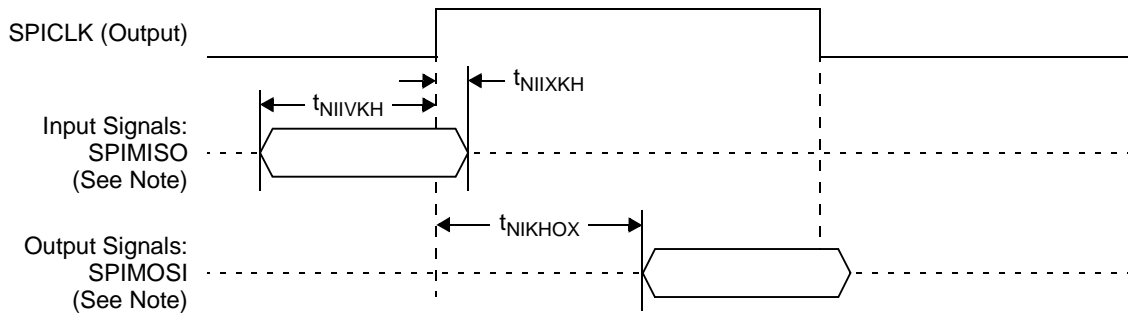 SPICLK (Output)
tNIIXKH
tNIIVKH
Input Signals:
SPIMISO
(See Note)
tNIKHOX
Output Signals:
SPIMOSI
(See Note)